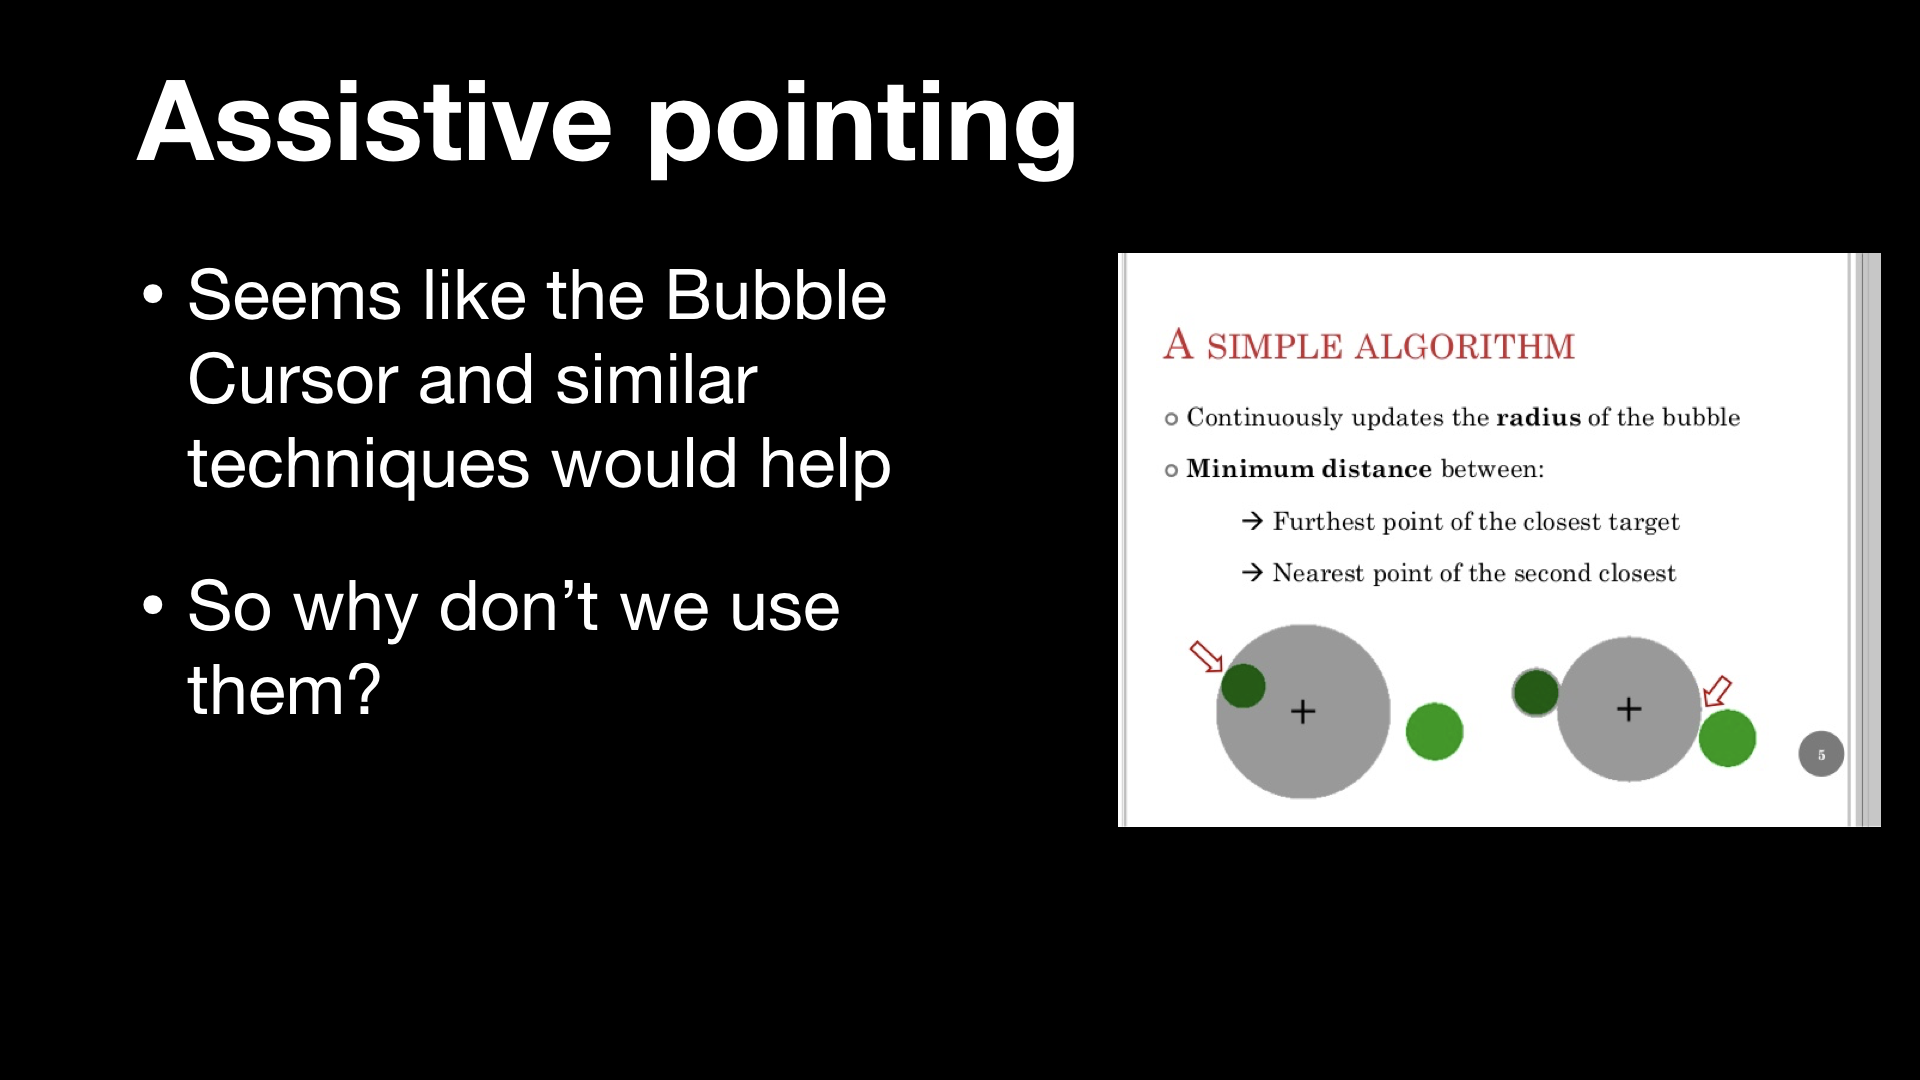 Assistive pointing
• Seems like the Bubble
Cursor and similar
techniques would help
• So why don’t we use
them?
A SIMPLE ALGORITHM
Continuously updates the radius of the bubble
Minimum distance between:
→ Furthest point of the closest target
→ Nearest point of the second closest
5